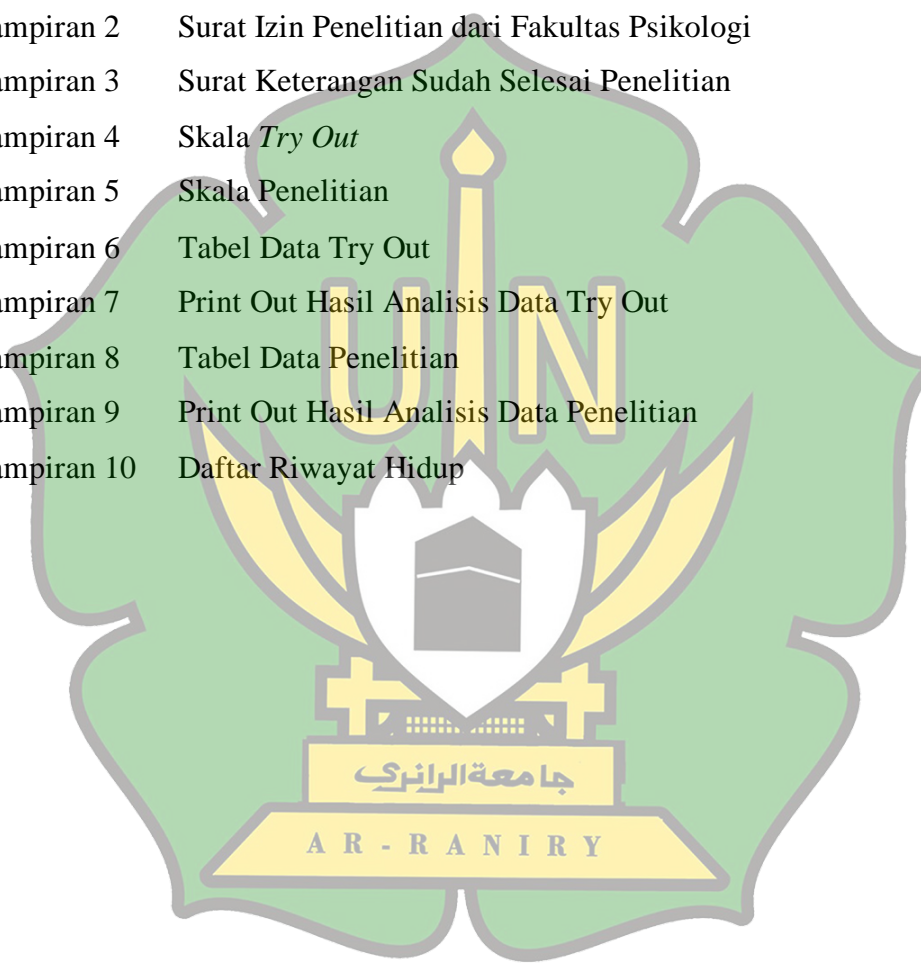 ampiran 2 Surat Izin Penelitian dari Fakultas Psikologi
ampiran 3 Surat Keterangan Sudah Selesai Penelitian
ampiran 4 Skala Try Out
ampiran 5 Skala Penelitian
ampiran 6 Tabel Data Try Out
ampiran 7 Print Out Hasil Analisis Data Try Out
ampiran 8 Tabel Data Penelitian
ampiran 9 Print Out Hasil Analisis Data Penelitian
ampiran 10 Daftar Riwayat Hidup
UIN
جامعة الرانري
AR-RANIRY